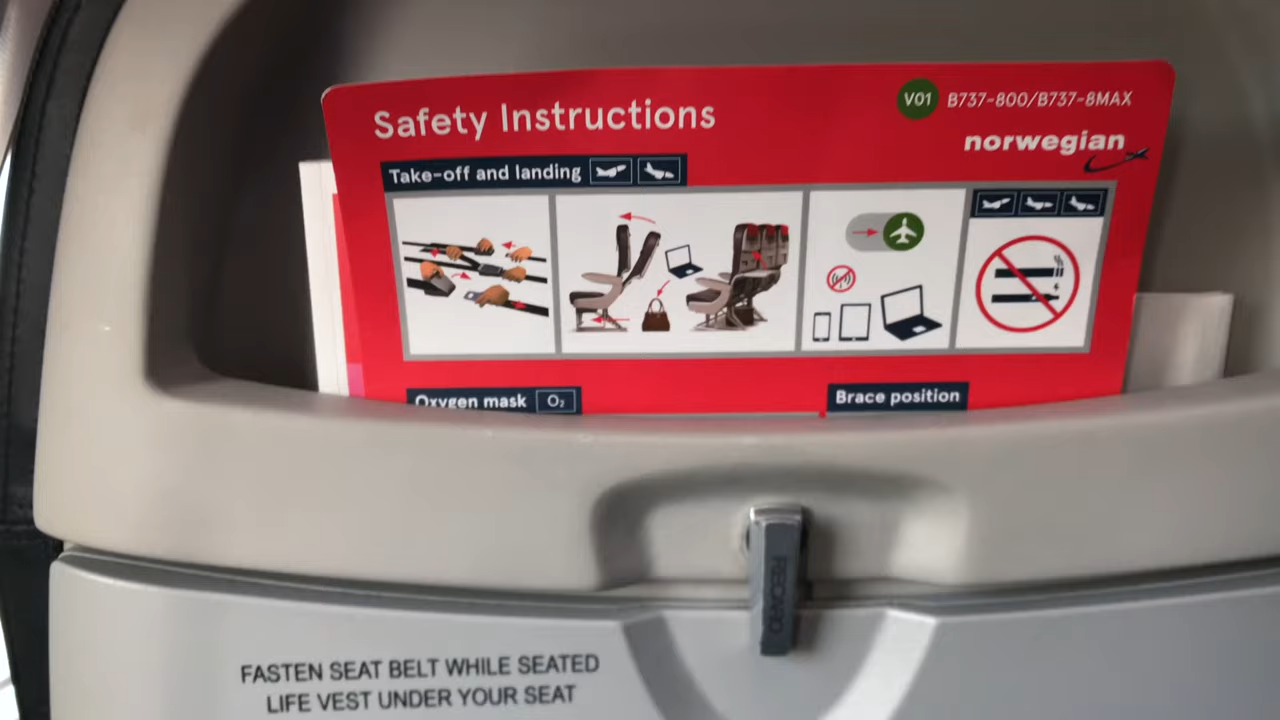 Safety Instructions
V01 B737-800/B737-8MAX
norwegian
Take-off and landing
Oxygen mask O₂
Brace position
RECARO
FASTEN SEAT BELT WHILE SEATED
LIFE VEST UNDER YOUR SEAT